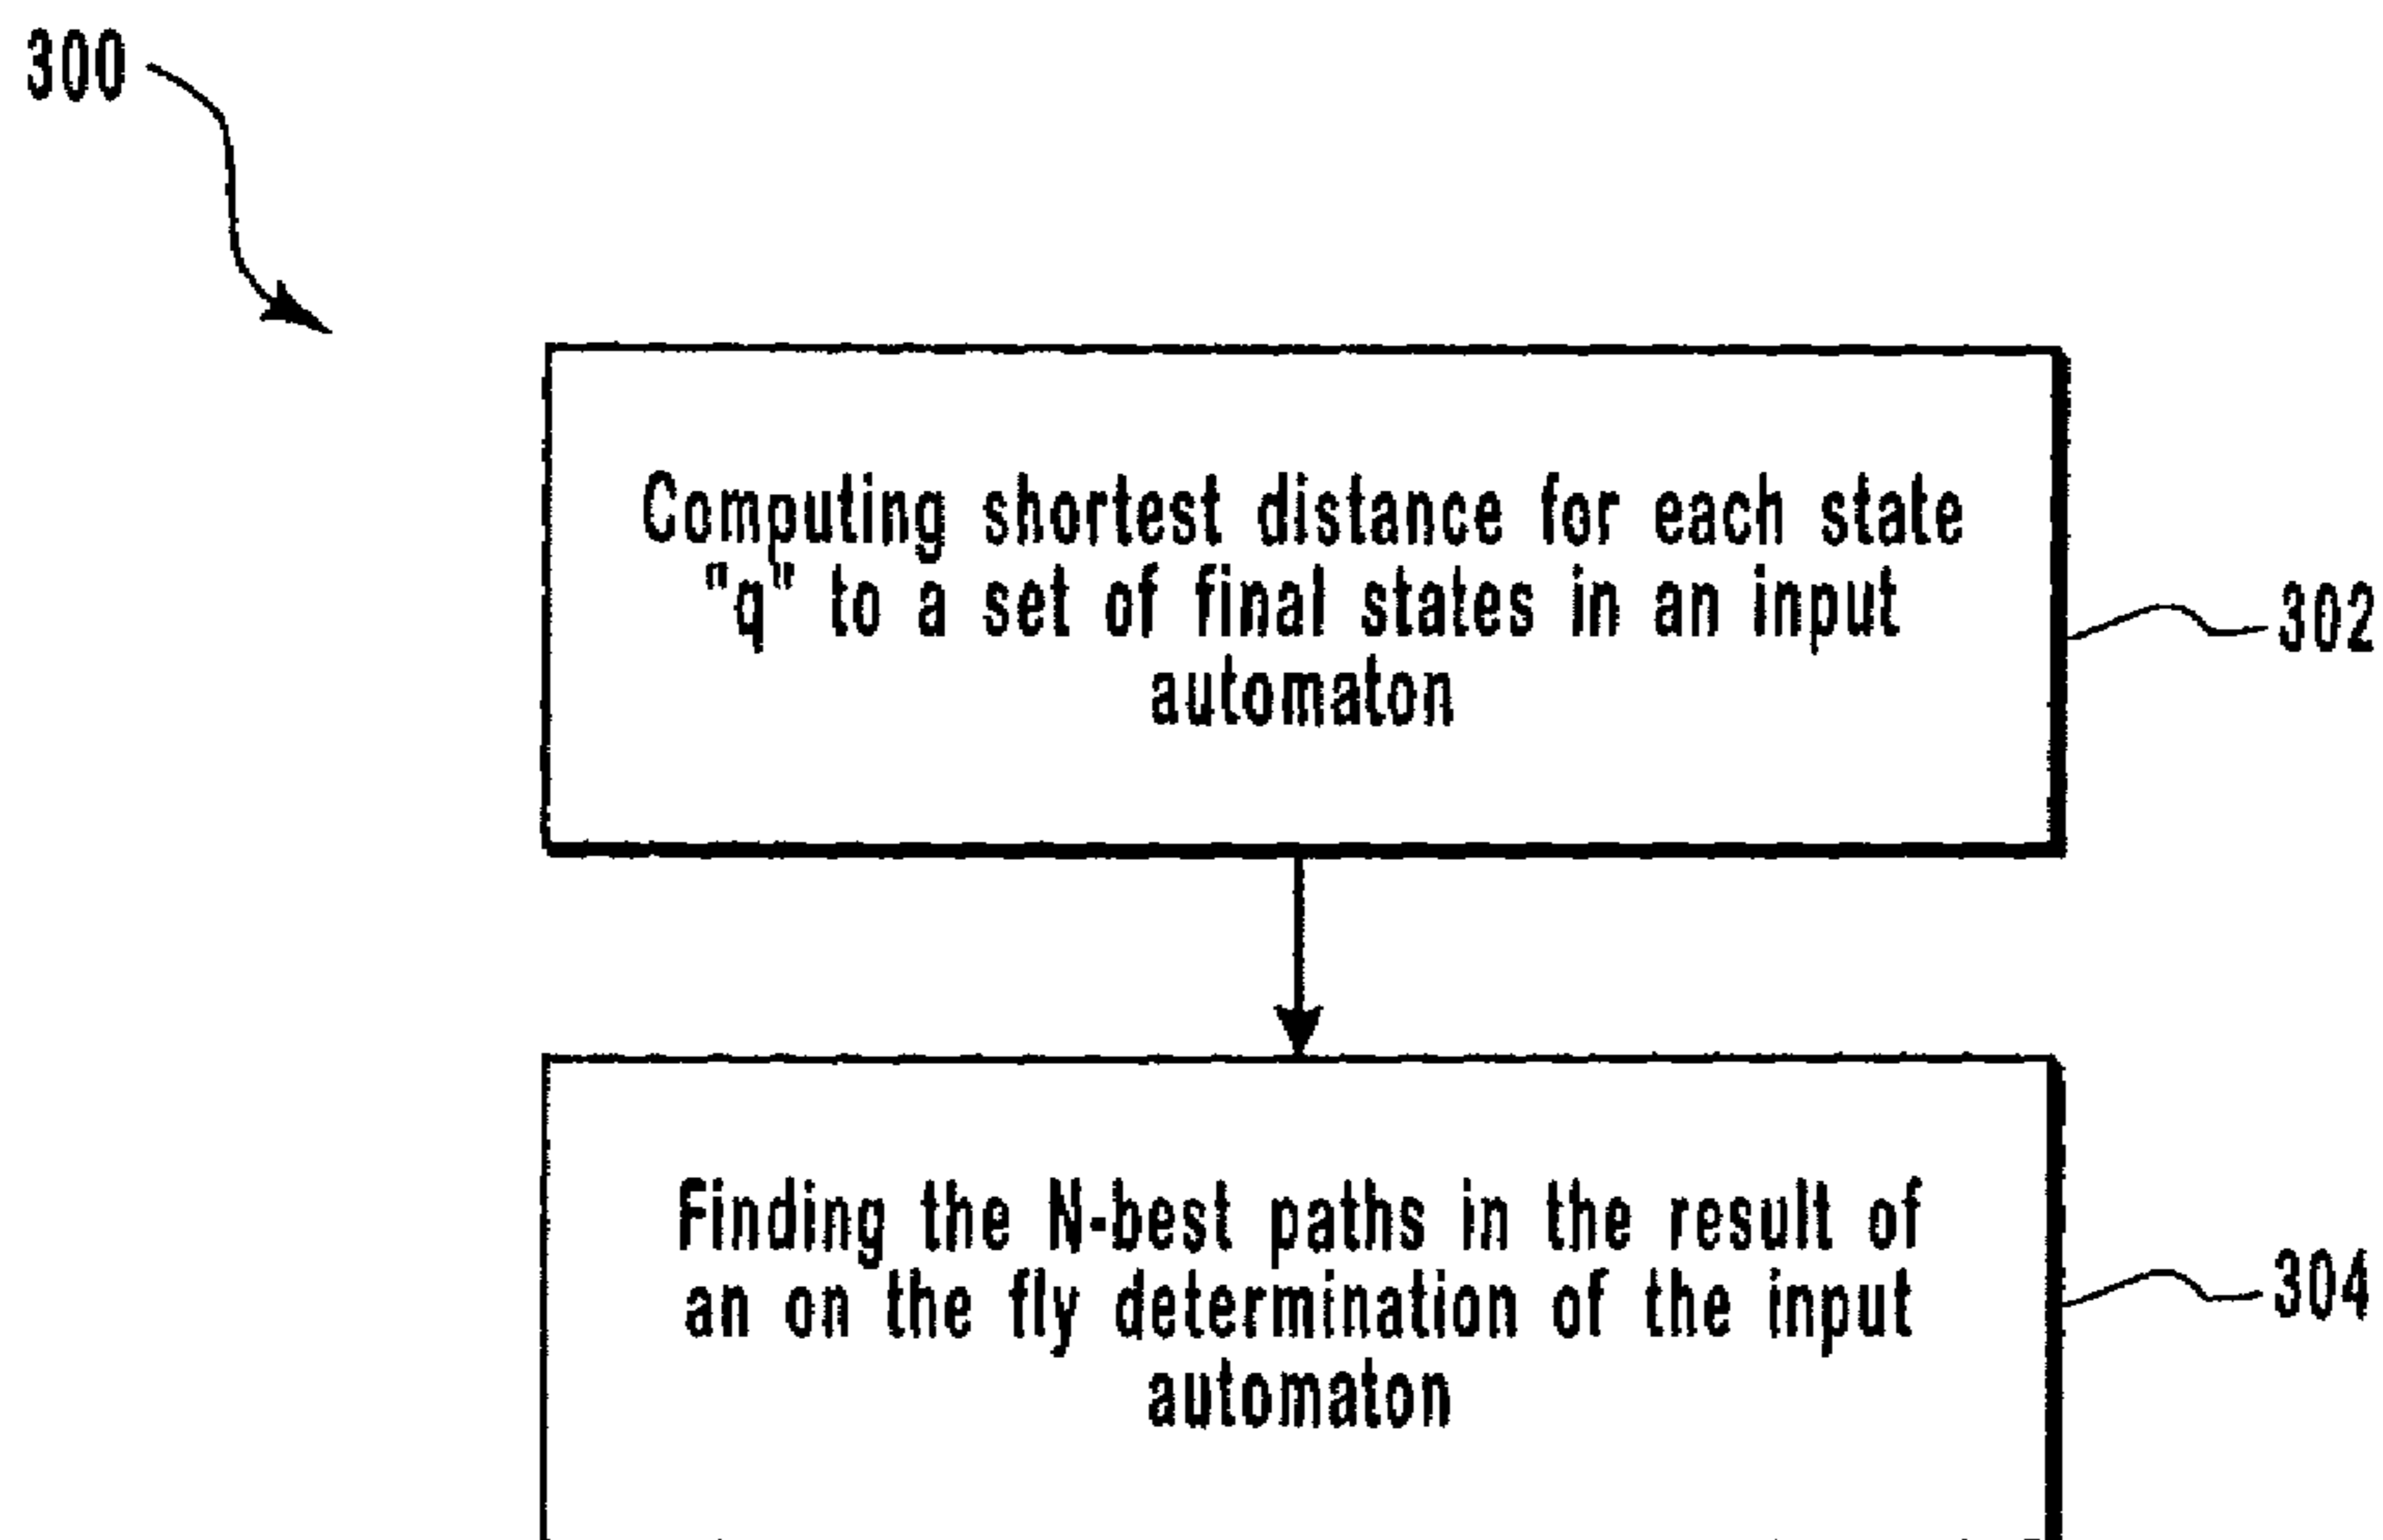 300
Computing shortest distance for each state
"q" to a set of final states in an input
automaton
302
Finding the N-best paths in the result of
an on the fly determination of the input
automaton
304